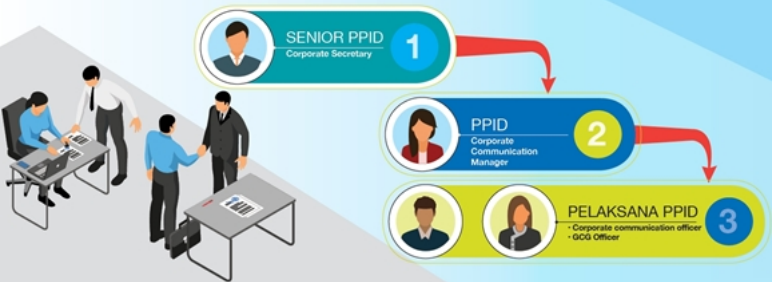 SENIOR PPID
Corporate Secretary
1
PPID
Corporate
Communication
Manager
2
PELAKSANA PPID
• Corporate communication officer
• GCG Officer
3